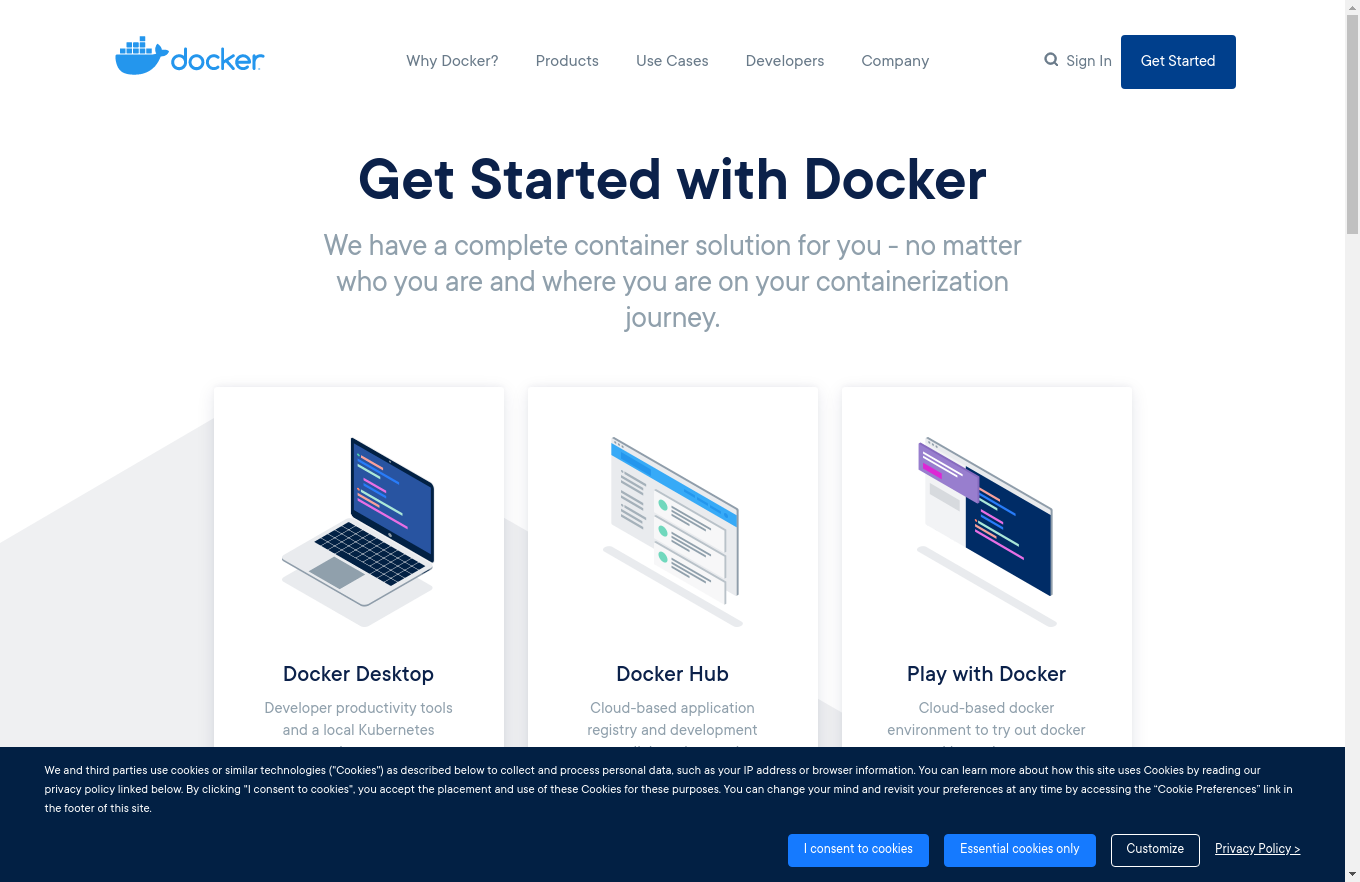 docker
Why Docker?
Products
Use Cases
Developers
Company
Sign In
Get Started
Get Started with Docker
We have a complete container solution for you - no matter
who you are and where you are on your containerization
journey.
Docker Desktop
Developer productivity tools
and a local Kubernetes
Docker Hub
Cloud-based application
registry and development
Play with Docker
Cloud-based docker
environment to try out docker
We and third parties use cookies or similar technologies ("Cookies") as described below to collect and process personal data, such as your IP address or browser information. You can learn more about how this site uses Cookies by reading our
privacy policy linked below. By clicking "I consent to cookies", you accept the placement and use of these Cookies for these purposes. You can change your mind and revisit your preferences at any time by accessing the “Cookie Preferences” link in
the footer of this site.
I consent to cookies
Essential cookies only
Customize
Privacy Policy >